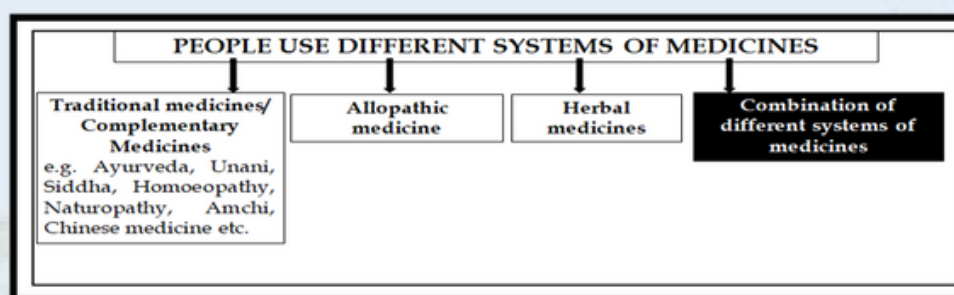 PEOPLE USE DIFFERENT SYSTEMS OF MEDICINES
Traditional medicines/
Complementary
Medicines
e.g. Ayurveda, Unani,
Siddha, Homoeopathy,
Naturopathy, Amchi,
Chinese medicine etc.
Allopathic
medicine
Herbal
medicines
Combination of
different systems of
medicines